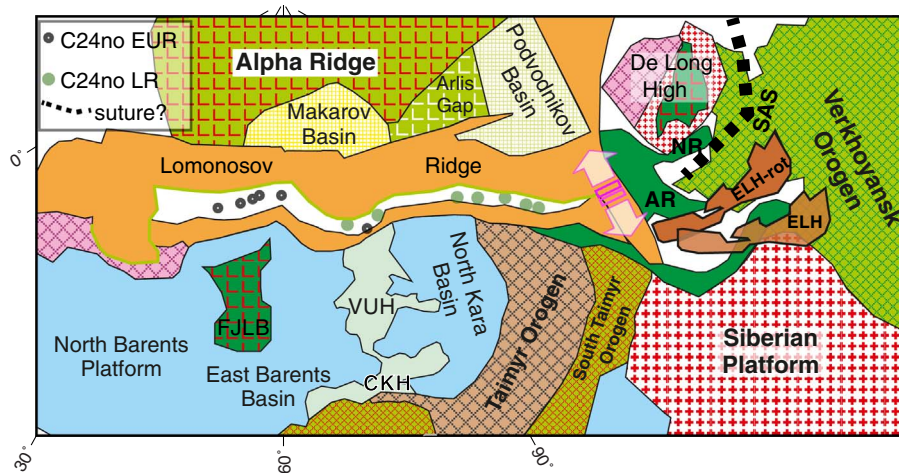 C24no EUR
C24no LR
suture?
Alpha Ridge
Makarov
Basin
Arlis
Gap
Podvodnikov
Basin
De Long
High
SAS
Verkhoyansk
Orogen
NR
AR
ELH-rot
ELH
0°
Lomonosov Ridge
North Kara
Basin
VUH
FJLB
North Barents
Platform
East Barents
Basin
CKH
Taimyr Orogen
South Taimyr
Orogen
Siberian
Platform
30°
60°
90°